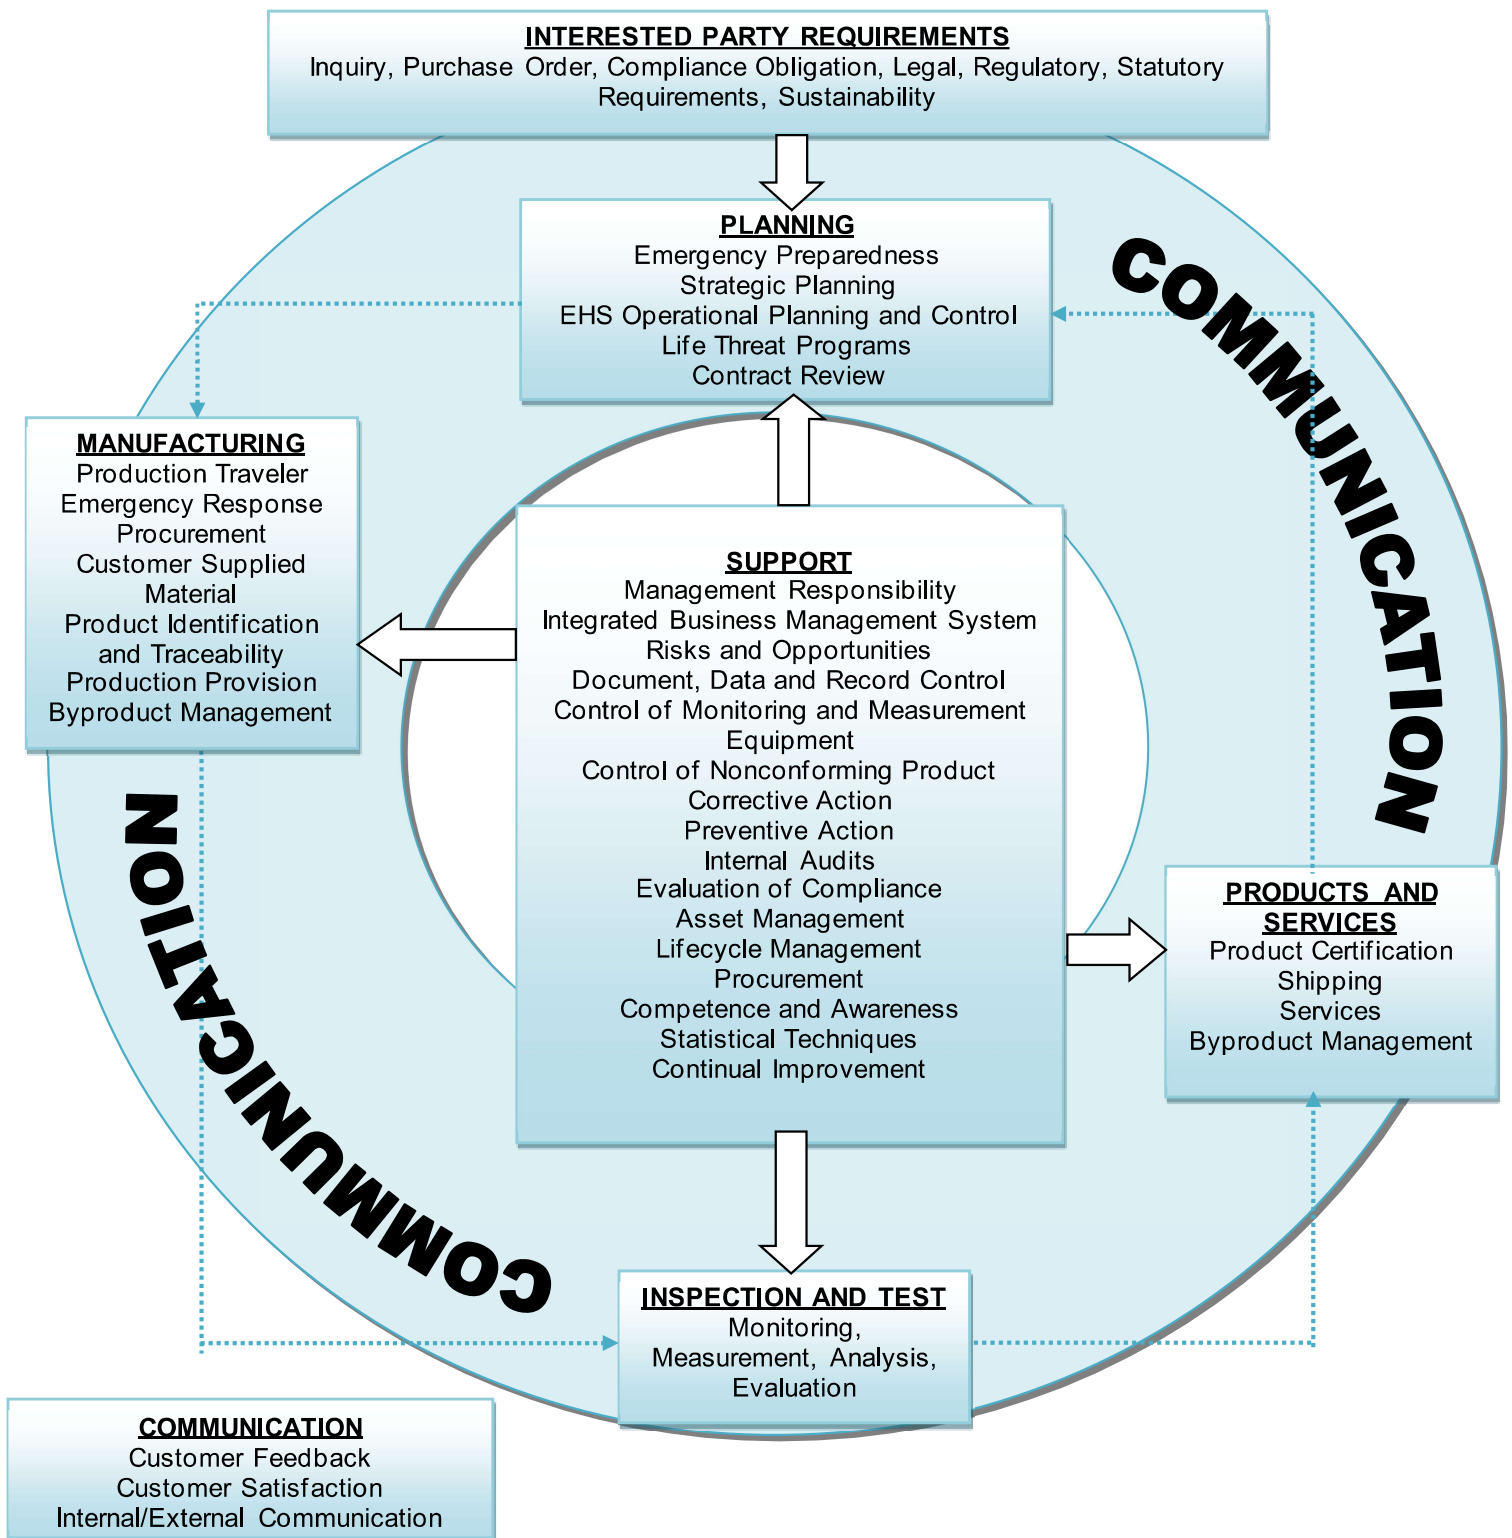 INTERESTED PARTY REQUIREMENTS
Inquiry, Purchase Order, Compliance Obligation, Legal, Regulatory, Statutory
Requirements, Sustainability
PLANNING
Emergency Preparedness
Strategic Planning
EHS Operational Planning and Control
Life Threat Programs
Contract Review
COMMUNICATION
MANUFACTURING
Production Traveler
Emergency Response
Procurement
Customer Supplied
Material
Product Identification
and Traceability
Production Provision
Byproduct Management
SUPPORT
Management Responsibility
Integrated Business Management System
Risks and Opportunities
Document, Data and Record Control
Control of Monitoring and Measurement
Equipment
Control of Nonconforming Product
Corrective Action
Preventive Action
Internal Audits
Evaluation of Compliance
Asset Management
Lifecycle Management
Procurement
Competence and Awareness
Statistical Techniques
Continual Improvement
PRODUCTS AND
SERVICES
Product Certification
Shipping
Services
Byproduct Management
COMMUNICATION
INSPECTION AND TEST
Monitoring,
Measurement, Analysis,
Evaluation
COMMUNICATION
Customer Feedback
Customer Satisfaction
Internal/External Communication